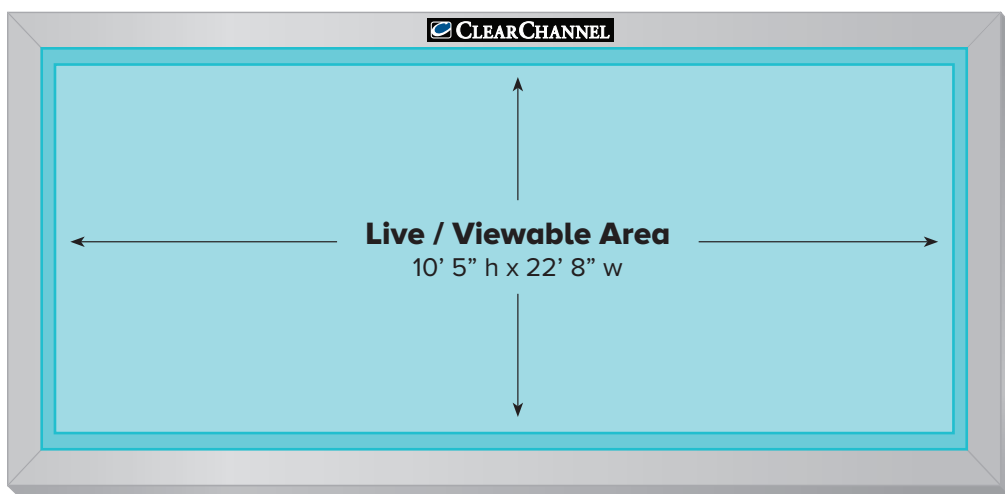 CLEARCHANNEL
Live / Viewable Area
10’ 5” h x 22’ 8” w